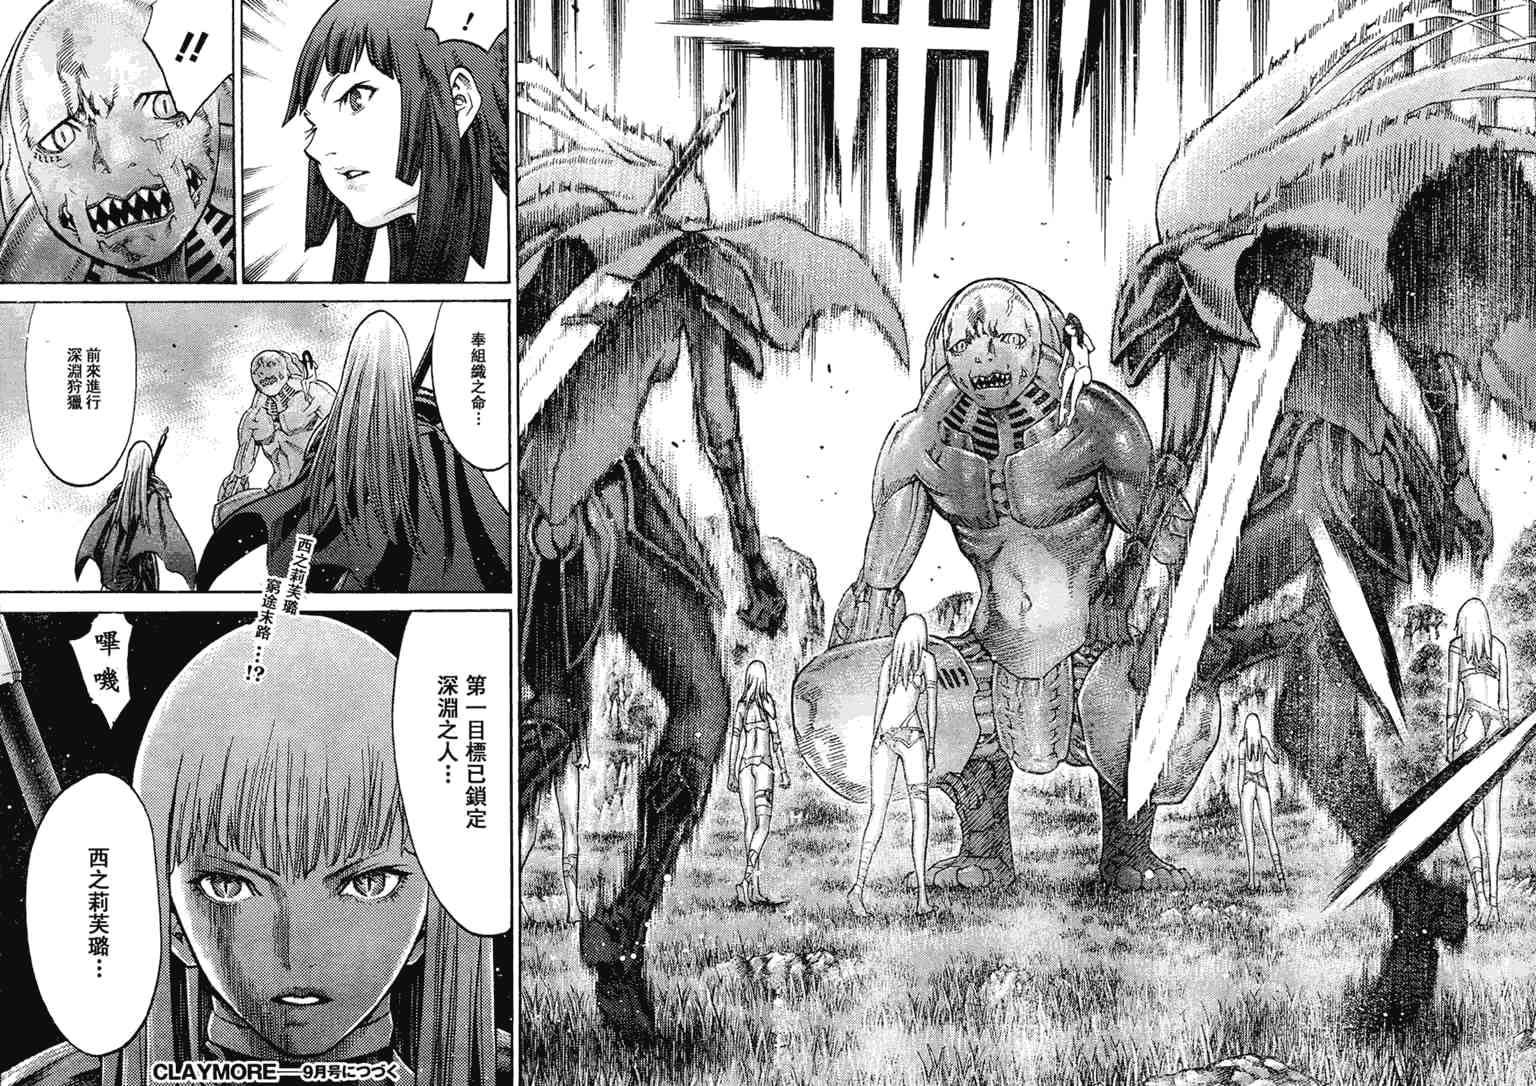 !
!!
奉組織之命…
前來進行
深淵狩獵
西之莉芙璐
窮途末路…!?
第一目標已鎖定
深淵之人…
嗶
嘰
西之莉芙璐…
CLAYMORE—9月号につづく